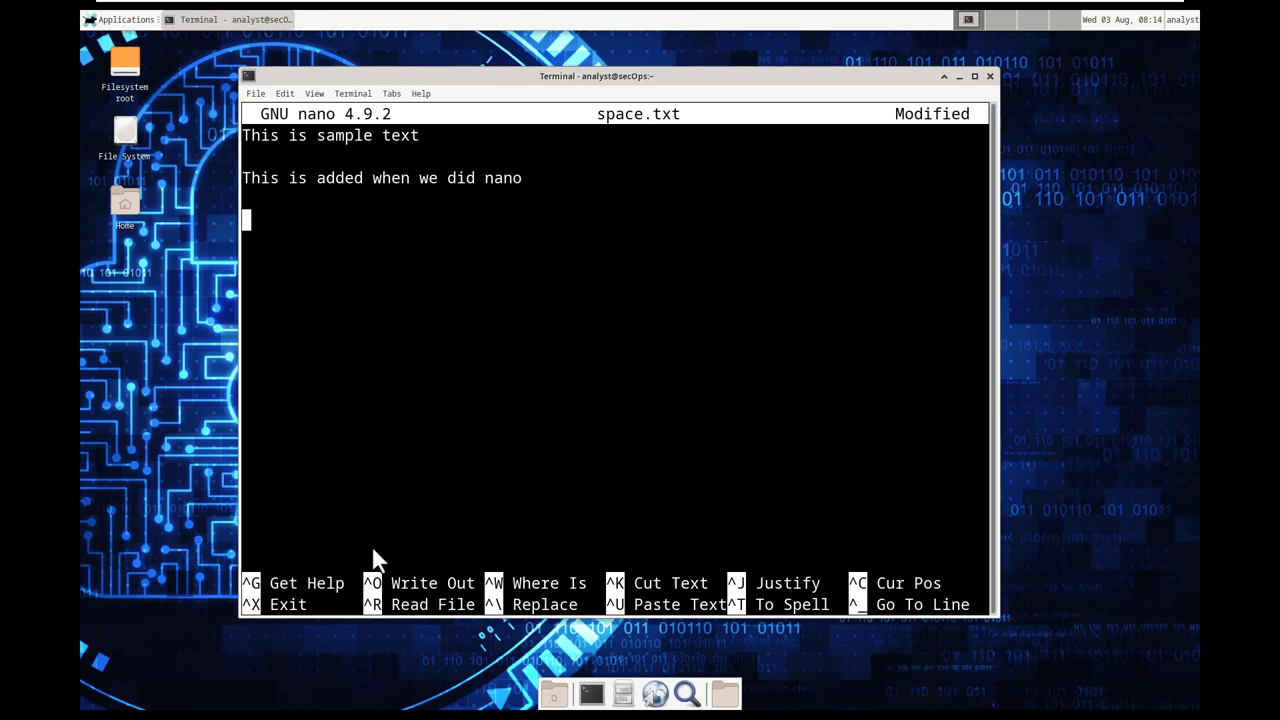 Applications
Terminal - analyst@secO...
Wed 03 Aug, 08:14
analyst
Filesystem root
File System
Home
Terminal - analyst@secOps:~
File Edit View Terminal Tabs Help
GNU nano 4.9.2 space.txt Modified
This is sample text
This is added when we did nano
^G Get Help ^O Write Out ^W Where Is ^K Cut Text ^J Justify ^C Cur Pos
^X Exit ^R Read File ^\ Replace ^U Paste Text ^T To Spell ^_ Go To Line